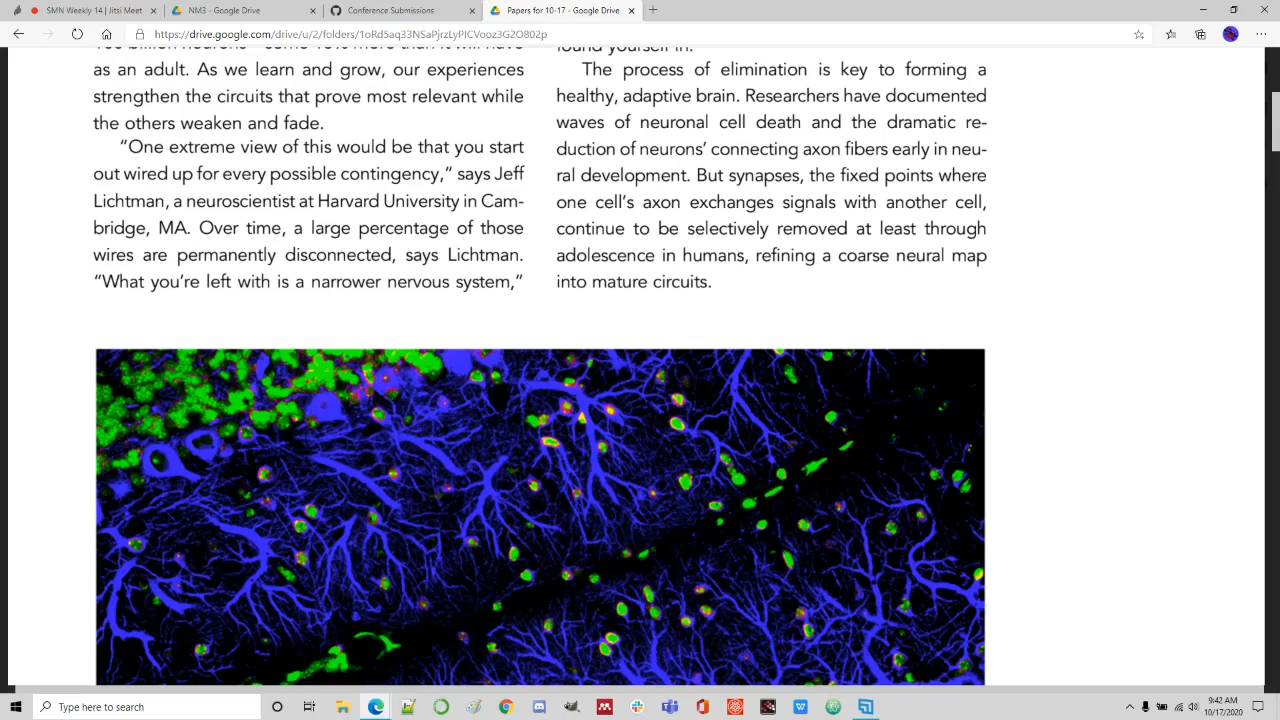 SMN Weekly 14 | Jitsi Meet
NM3 - Google Drive
Conference Submissions
Papers for 10-17 - Google Drive
https://drive.google.com/drive/u/2/folders/1oRd5aq33NSaPjrzLyPICVooz3G2O802p
as an adult. As we learn and grow, our experiences
strengthen the circuits that prove most relevant while
the others weaken and fade.
“One extreme view of this would be that you start
out wired up for every possible contingency,” says Jeff
Lichtman, a neuroscientist at Harvard University in Cam-
bridge, MA. Over time, a large percentage of those
wires are permanently disconnected, says Lichtman.
“What you’re left with is a narrower nervous system,”
found yourself in.
The process of elimination is key to forming a
healthy, adaptive brain. Researchers have documented
waves of neuronal cell death and the dramatic re-
duction of neurons’ connecting axon fibers early in neu-
ral development. But synapses, the fixed points where
one cell’s axon exchanges signals with another cell,
continue to be selectively removed at least through
adolescence in humans, refining a coarse neural map
into mature circuits.
Type here to search
9:42 AM
10/17/2020